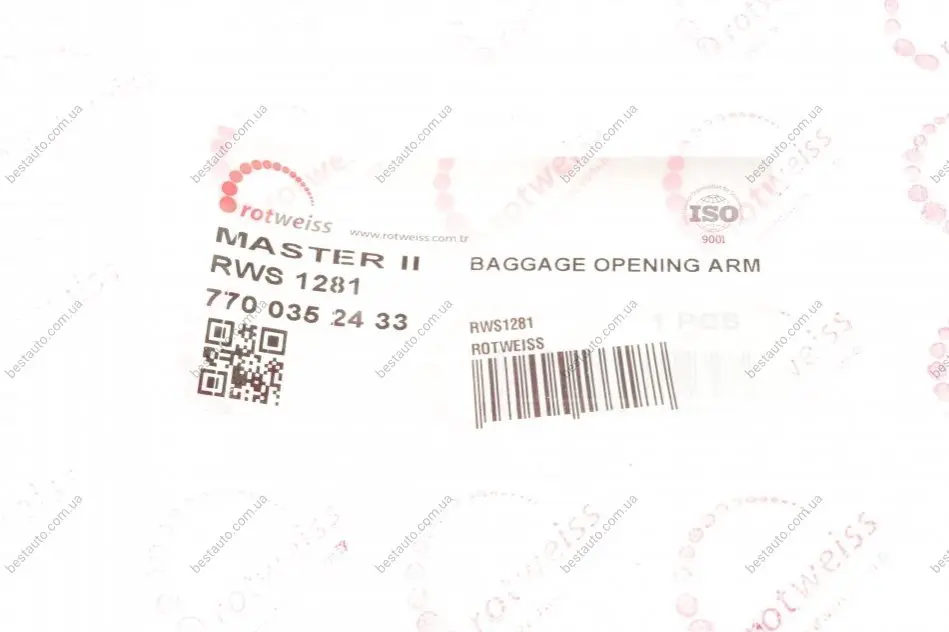 rotweiss
www.rotweiss.com.tr
ISO
9001
MASTER II
RWS 1281
770 035 24 33
BAGGAGE OPENING ARM
1 PCS
RWS1281
ROTWEISS
bestauto.com.ua